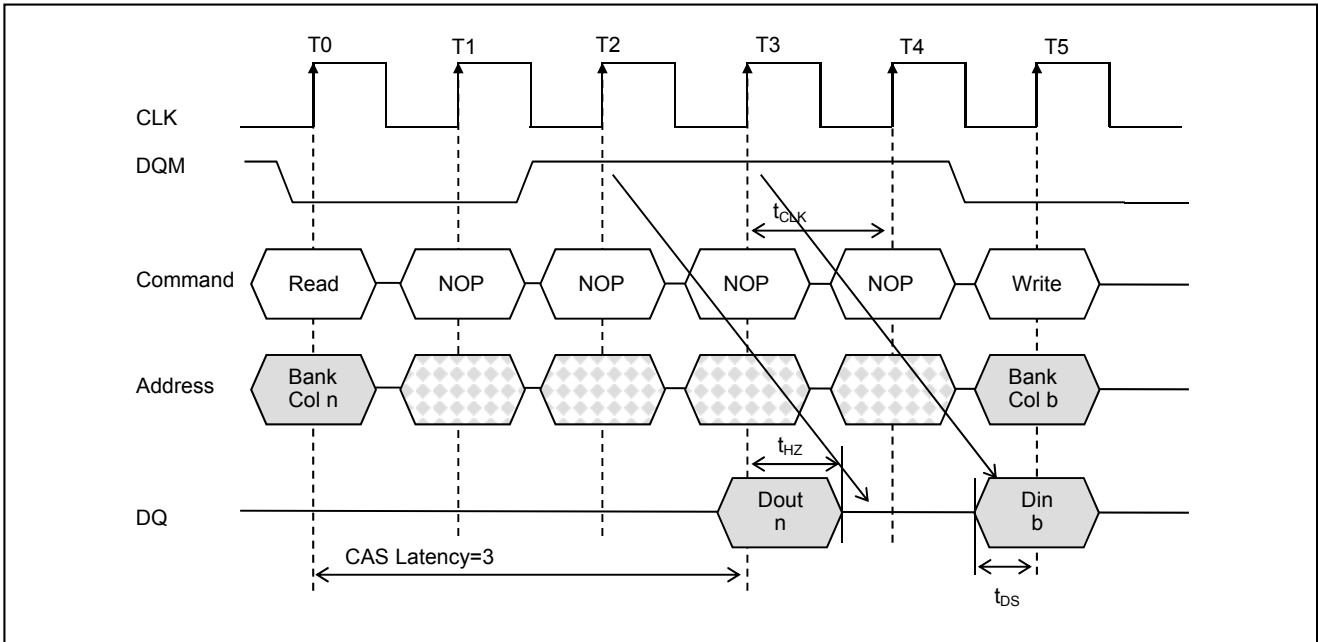 T0 T1 T2 T3 T4 T5
CLK
DQM
tCLK
Command Read NOP NOP NOP NOP Write
Address Bank Col n Bank Col b
tHZ
DQ Dout n Din b
CAS Latency=3
tDS